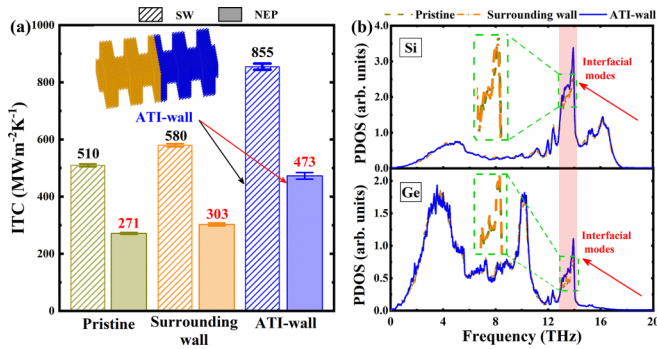 (a)
SW
NEP
ITC (MWm⁻²K⁻¹)
1000
800
600
400
200
0
ATI-wall
510
271
580
303
855
473
Pristine
Surrounding
wall
ATI-wall
(b)
Pristine
Surrounding wall
ATI-wall
Si
PDOS (arb. units)
4.0
3.0
2.0
1.0
0.0
Interfacial
modes
Ge
PDOS (arb. units)
2.0
1.5
1.0
0.5
0.0
Interfacial
modes
0
4
8
12
16
20
Frequency (THz)